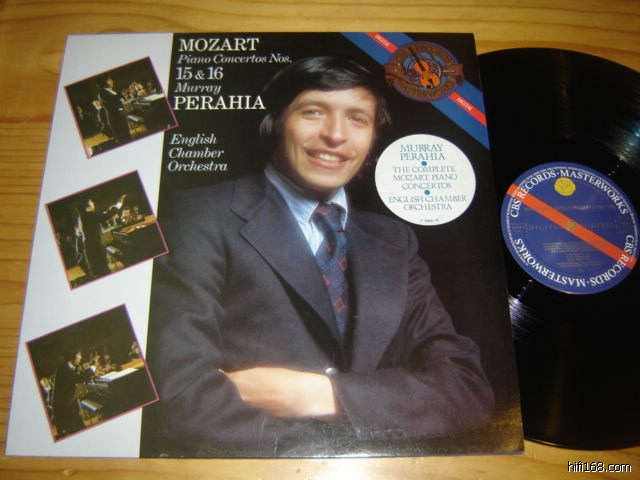 MOZART
Piano Concertos Nos.
15 & 16
Murray
PERAHIA
English
Chamber
Orchestra
DIGITAL
DIGITAL
MURRAY
PERAHIA
THE COMPLETE
MOZART PIANO
CONCERTOS
ENGLISH CHAMBER
ORCHESTRA
CBS RECORDS · MASTERWORKS
CBS RECORDS · MASTERWORKS
hifi168.com